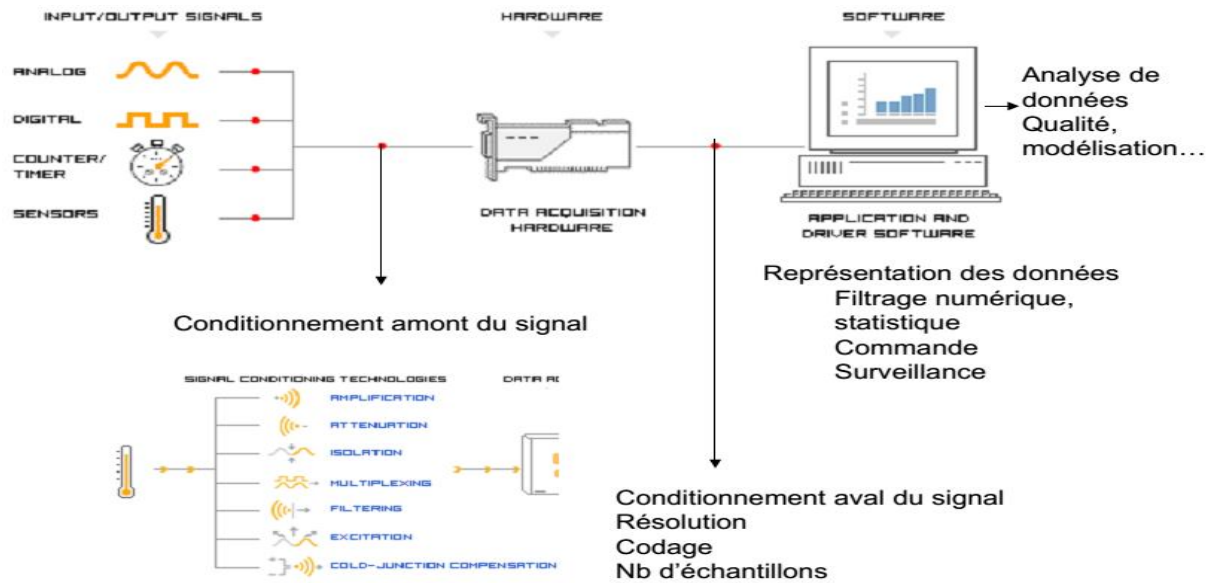 INPUT/OUTPUT SIGNALS
HARDWARE
SOFTWARE
ANALOG
DIGITAL
COUNTER/
TIMER
SENSORS
DATA ACQUISITION
HARDWARE
APPLICATION AND
DRIVER SOFTWARE
Analyse de
données
Qualité,
modélisation…
Représentation des données
Filtrage numérique,
statistique
Commande
Surveillance
Conditionnement amont du signal
SIGNAL CONDITIONING TECHNOLOGIES
DATA AC
AMPLIFICATION
ATTENUATION
ISOLATION
MULTIPLEXING
FILTERING
EXCITATION
COLD-JUNCTION COMPENSATION
Conditionnement aval du signal
Résolution
Codage
Nb d'échantillons